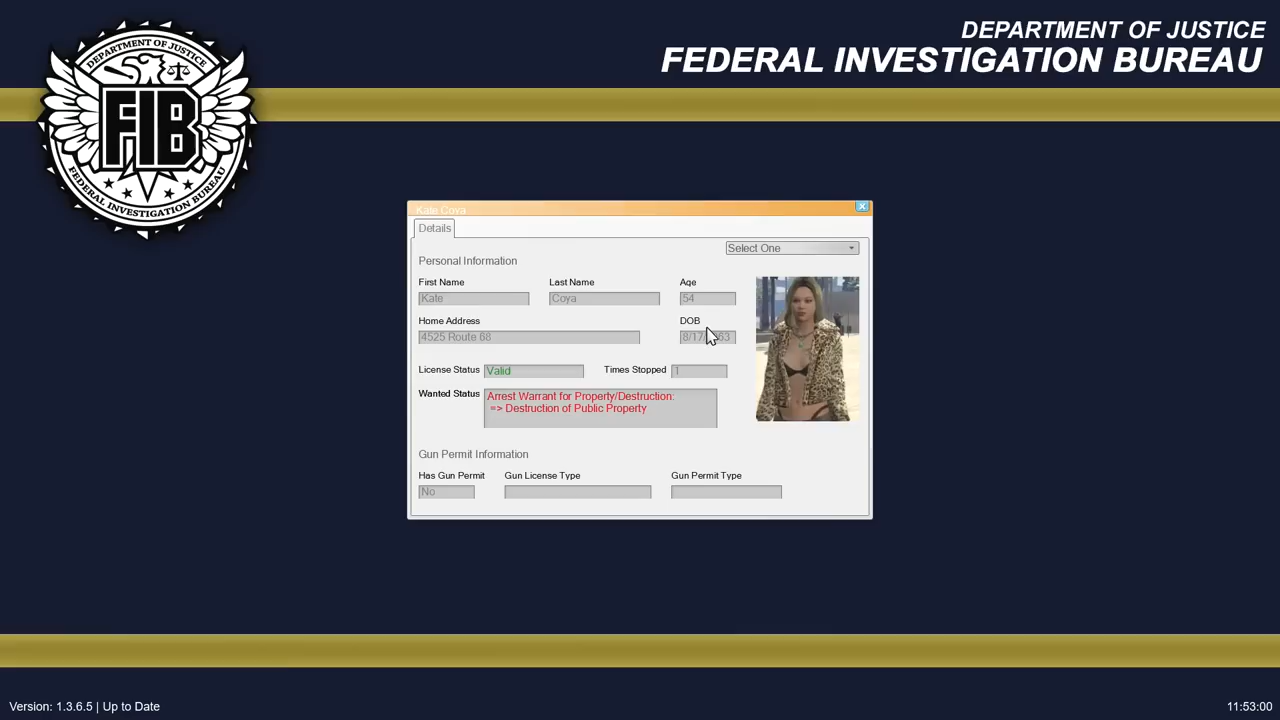 DEPARTMENT OF JUSTICE
FEDERAL INVESTIGATION BUREAU
DEPARTMENT OF JUSTICE
FIB
FEDERAL INVESTIGATION BUREAU
Kate Coya
Details
Select One
Personal Information
First Name Last Name Age
Kate Coya 54
Home Address DOB
4525 Route 68 8/17/ 63
License Status Valid Times Stopped 1
Wanted Status Arrest Warrant for Property/Destruction:
=> Destruction of Public Property
Gun Permit Information
Has Gun Permit Gun License Type Gun Permit Type
No
Version: 1.3.6.5 | Up to Date
11:53:00